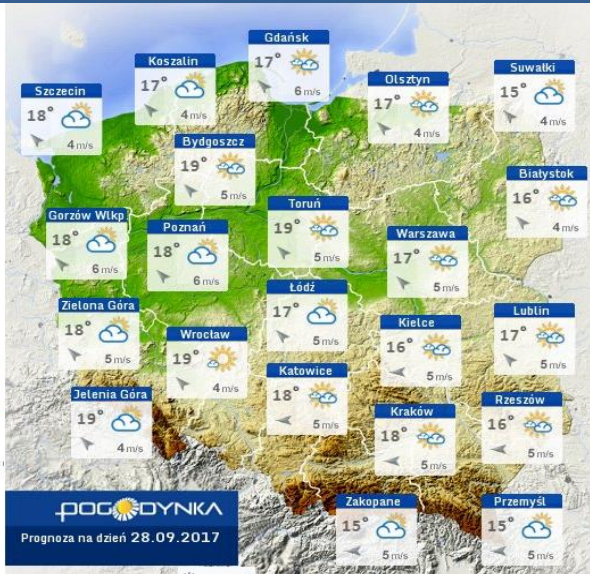 Gdańsk
17°
6 m/s
Koszalin
17°
4 m/s
Suwałki
15°
4 m/s
Olsztyn
17°
4 m/s
Szczecin
18°
4 m/s
Bydgoszcz
19°
5 m/s
Białystok
16°
4 m/s
Toruń
19°
5 m/s
Gorzów Wlkp
18°
6 m/s
Poznań
18°
6 m/s
Warszawa
17°
5 m/s
Łódź
17°
5 m/s
Zielona Góra
18°
5 m/s
Lublin
17°
5 m/s
Kielce
16°
5 m/s
Wrocław
19°
4 m/s
Katowice
18°
5 m/s
Jelenia Góra
19°
4 m/s
Rzeszów
16°
5 m/s
Kraków
18°
5 m/s
Zakopane
15°
5 m/s
Przemyśl
15°
5 m/s
POGODYNKA
Prognoza na dzień 28.09.2017